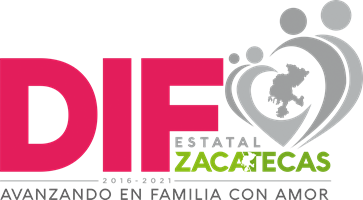 DIF
ESTATAL
ZACATECAS
2016-2021
AVANZANDO EN FAMILIA CON AMOR